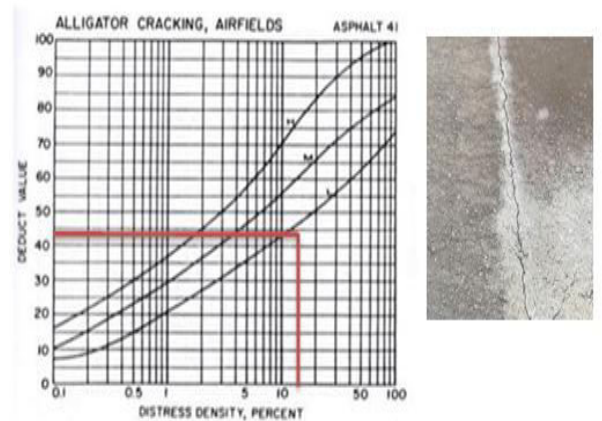 ALLIGATOR CRACKING, AIRFIELDS ASPHALT 41
100
90
80
70
60
50
40
30
20
10
0
DEDUCT VALUE
H
M
L
0.1 0.5 1 5 10 50 100
DISTRESS DENSITY, PERCENT